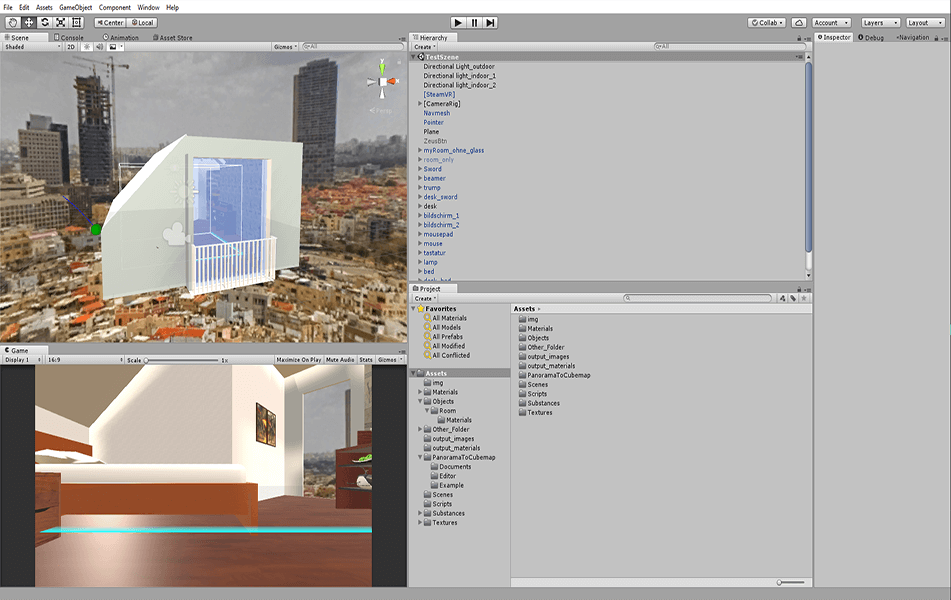 File Edit Assets GameObject Component Window Help
Center Local Collab Account Layers Layout
Scene Console Animation Asset Store
Shaded 2D Gizmos All
Hierarchy
Create All
TestSzene
Directional Light_outdoor
Directional light_indoor_1
Directional light_indoor_2
[SteamVR]
[CameraRig]
Navmesh
Pointer
Plane
ZeusBtn
myRoom_ohne_glass
room_only
Sword
beamer
trump
desk_sword
desk
bildschirm_1
bildschirm_2
mousepad
mouse
tastatur
lamp
bed
Inspector Debug Navigation
Game
Display 1 16:9 Scale 1x Maximize On Play Mute Audio Stats Gizmos
Project
Create
Favorites
All Materials
All Models
All Prefabs
All Modified
All Conflicted
Assets
img
Materials
Objects
Room
Materials
Other_Folder
output_images
output_materials
PanoramaToCubemap
Documents
Editor
Example
Scenes
Scripts
Substances
Textures
Assets
img
Materials
Objects
Other_Folder
output_images
output_materials
PanoramaToCubemap
Scenes
Scripts
Substances
Textures